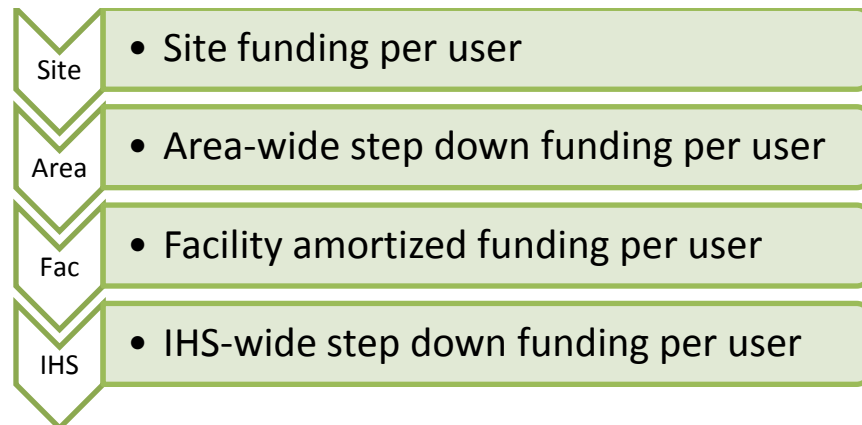 Site
• Site funding per user
Area
• Area-wide step down funding per user
Fac
• Facility amortized funding per user
IHS
• IHS-wide step down funding per user